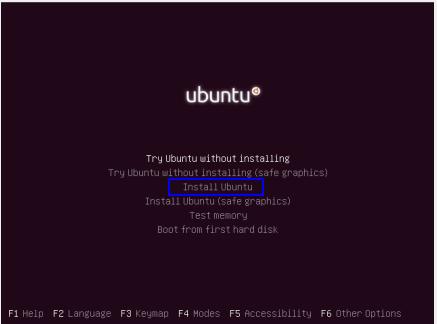 ubuntu
Try Ubuntu without installing
Try Ubuntu without installing (safe graphics)
Install Ubuntu
Install Ubuntu (safe graphics)
Test memory
Boot from first hard disk
F1 Help F2 Language F3 Keymap F4 Modes F5 Accessibility F6 Other Options